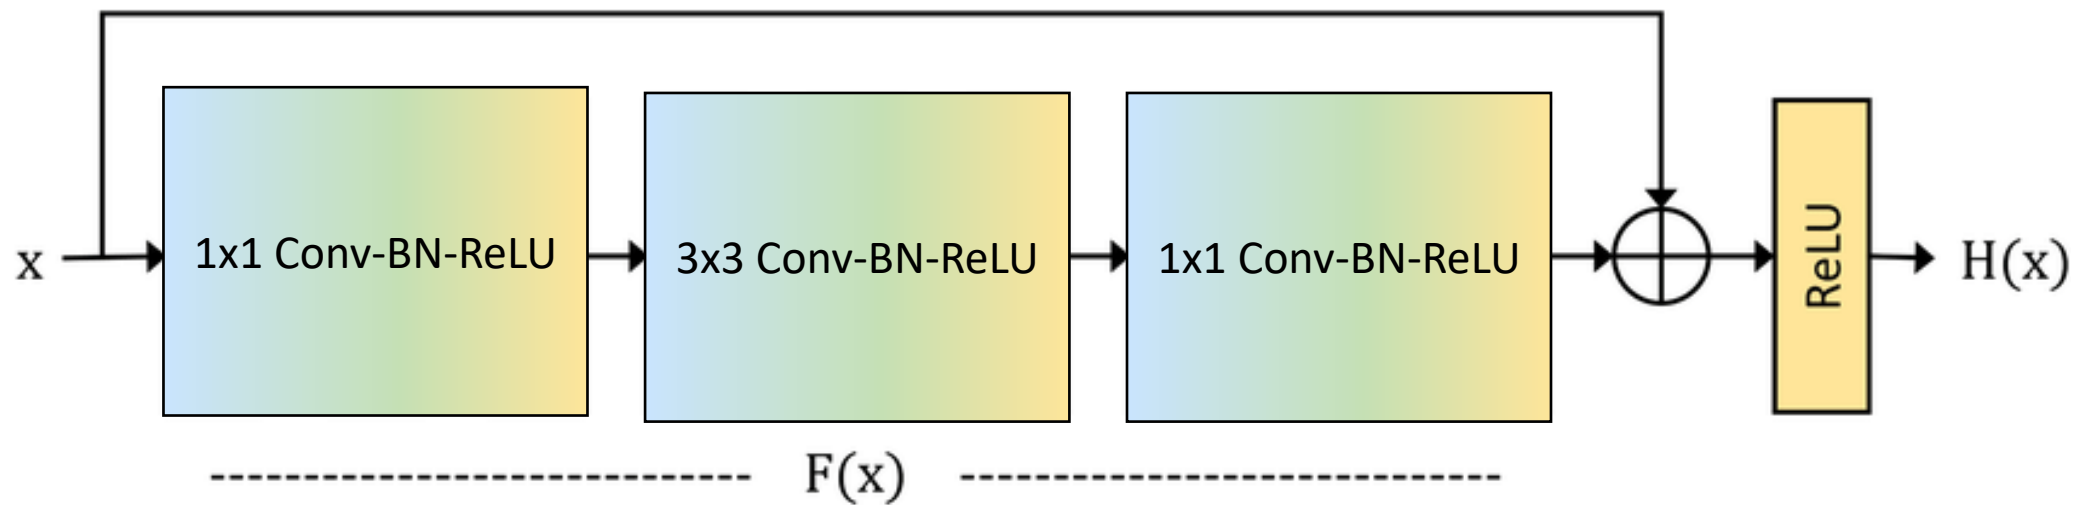 x
1x1 Conv-BN-ReLU
3x3 Conv-BN-ReLU
1x1 Conv-BN-ReLU
ReLU
H(x)
F(x)